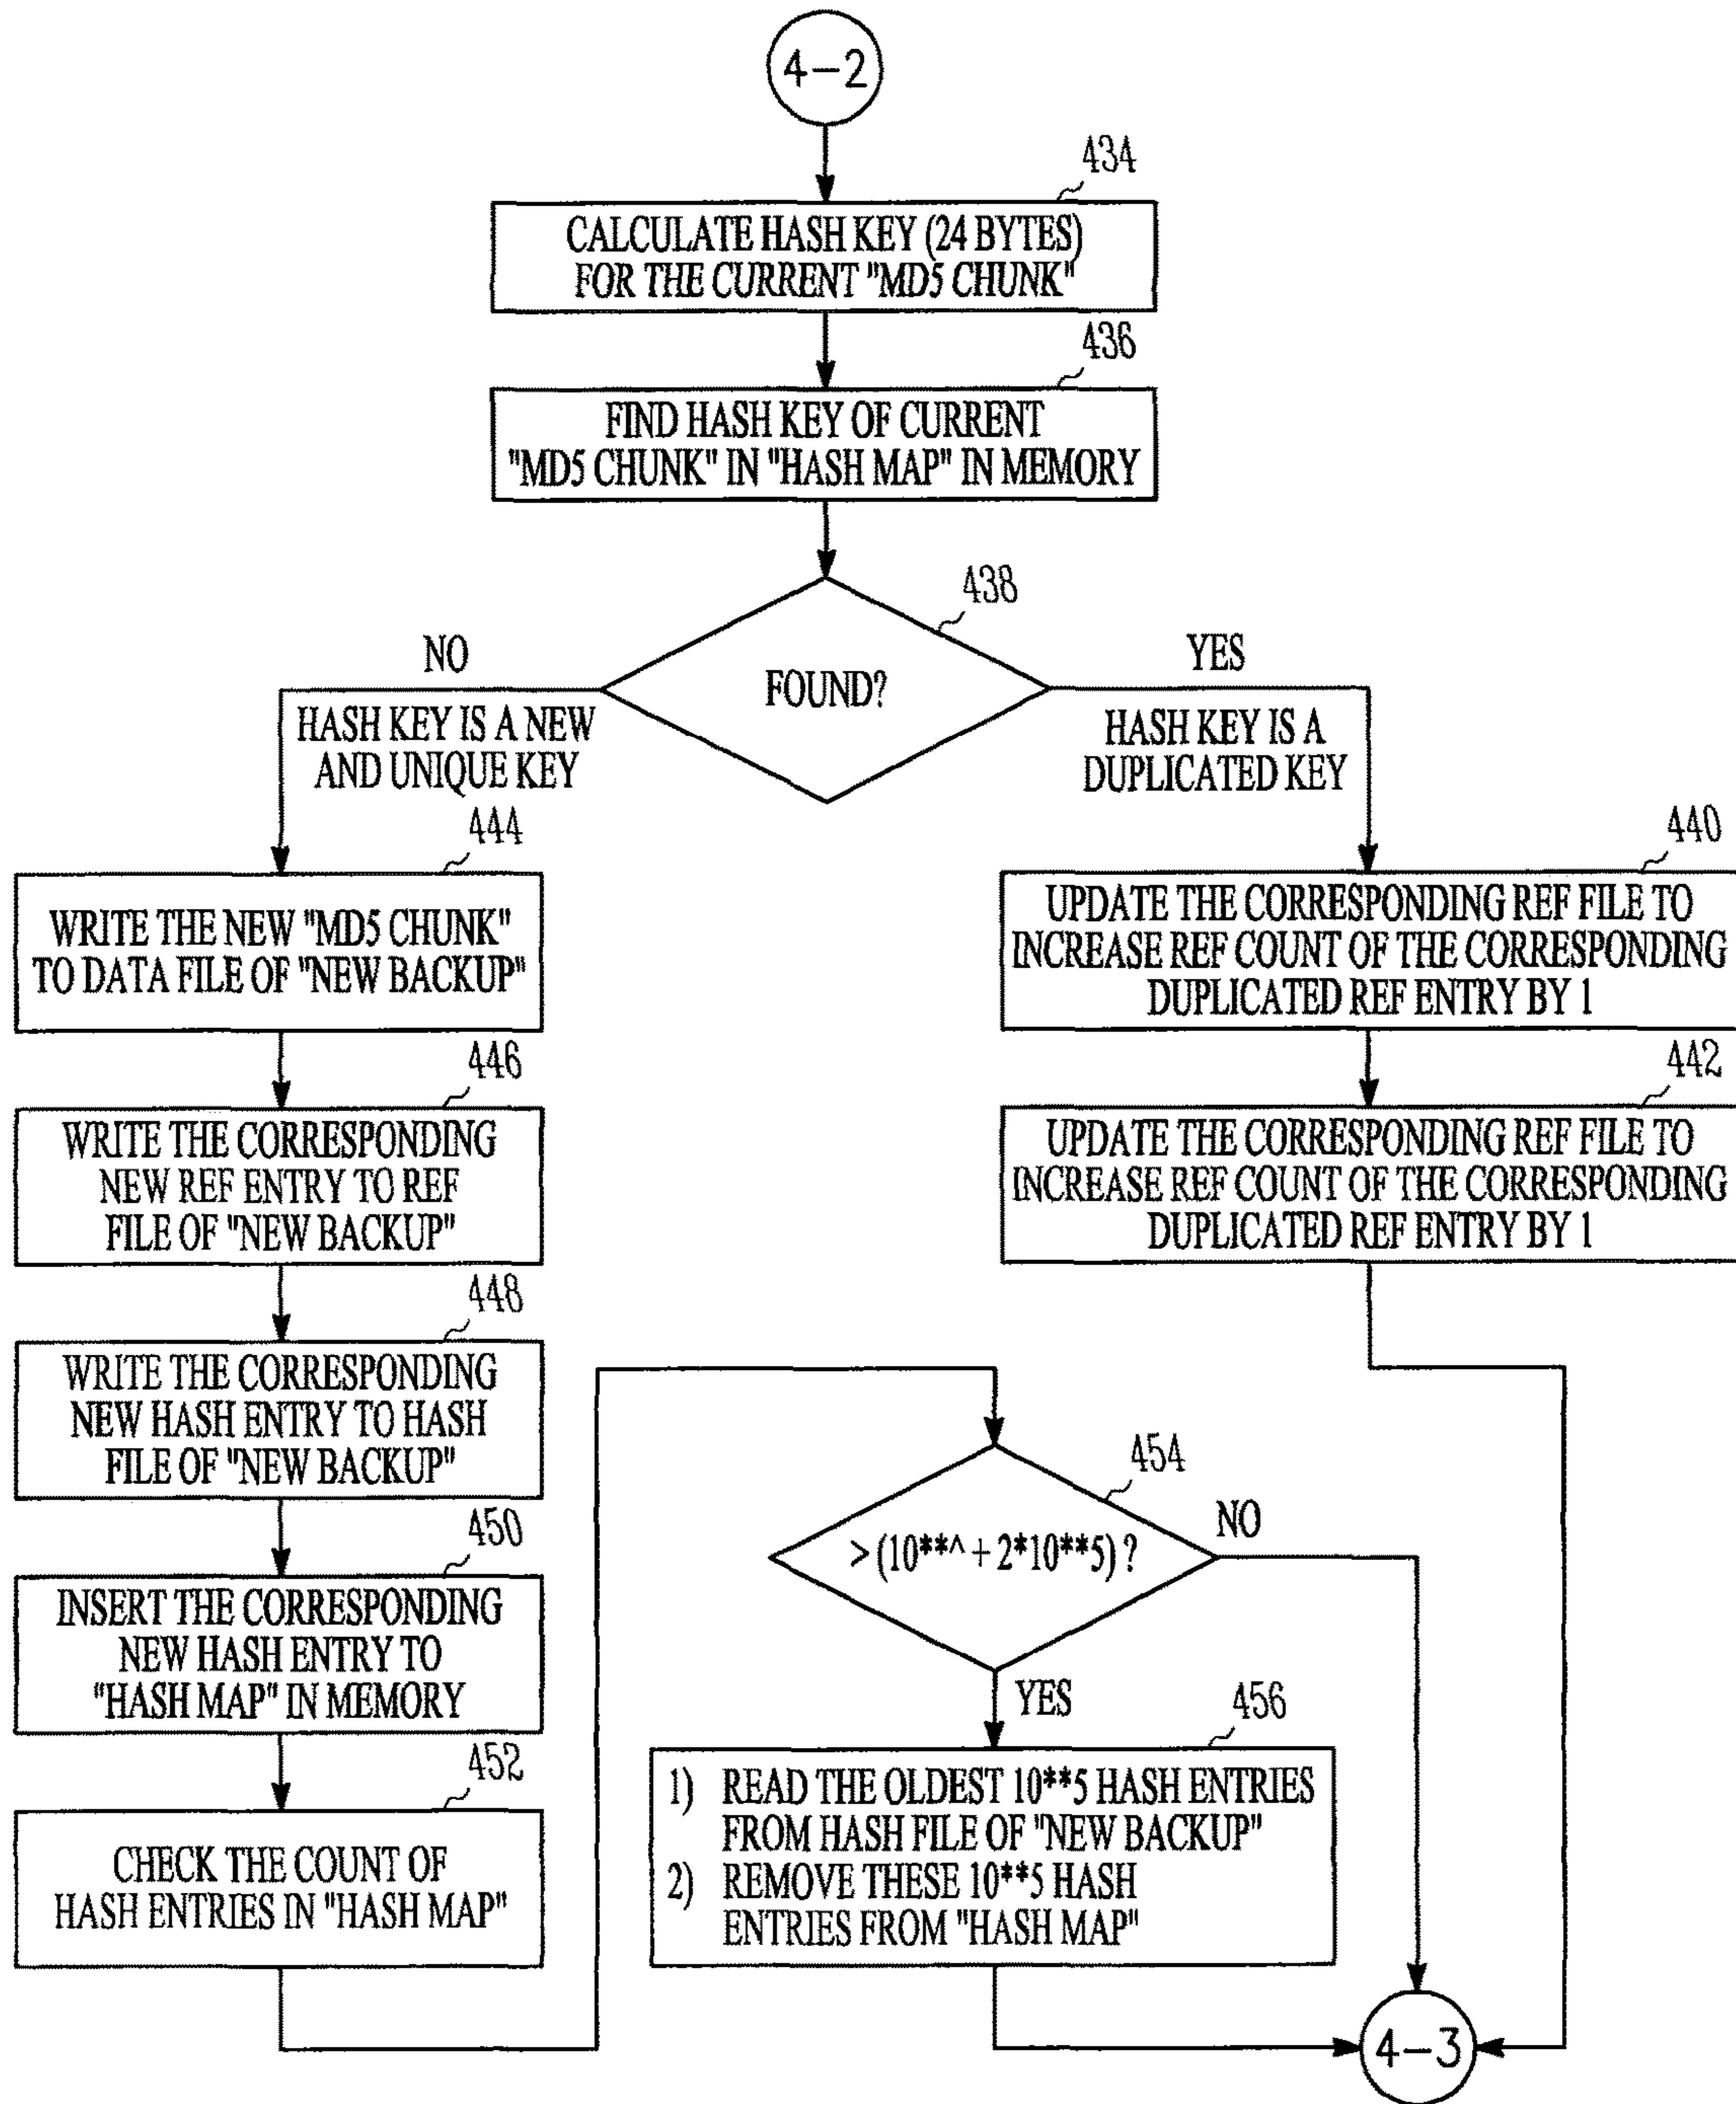 4-2
434
CALCULATE HASH KEY (24 BYTES)
FOR THE CURRENT "MD5 CHUNK"
436
FIND HASH KEY OF CURRENT
"MD5 CHUNK" IN "HASH MAP" IN MEMORY
438
FOUND?
NO
HASH KEY IS A NEW
AND UNIQUE KEY
YES
HASH KEY IS A
DUPLICATED KEY
444
WRITE THE NEW "MD5 CHUNK"
TO DATA FILE OF "NEW BACKUP"
446
WRITE THE CORRESPONDING
NEW REF ENTRY TO REF
FILE OF "NEW BACKUP"
448
WRITE THE CORRESPONDING
NEW HASH ENTRY TO HASH
FILE OF "NEW BACKUP"
450
INSERT THE CORRESPONDING
NEW HASH ENTRY TO
"HASH MAP" IN MEMORY
452
CHECK THE COUNT OF
HASH ENTRIES IN "HASH MAP"
440
UPDATE THE CORRESPONDING REF FILE TO
INCREASE REF COUNT OF THE CORRESPONDING
DUPLICATED REF ENTRY BY 1
442
UPDATE THE CORRESPONDING REF FILE TO
INCREASE REF COUNT OF THE CORRESPONDING
DUPLICATED REF ENTRY BY 1
454
> (10**^ + 2*10**5) ?
NO
YES
456
1) READ THE OLDEST 10**5 HASH ENTRIES
FROM HASH FILE OF "NEW BACKUP"
2) REMOVE THESE 10**5 HASH
ENTRIES FROM "HASH MAP"
4-3